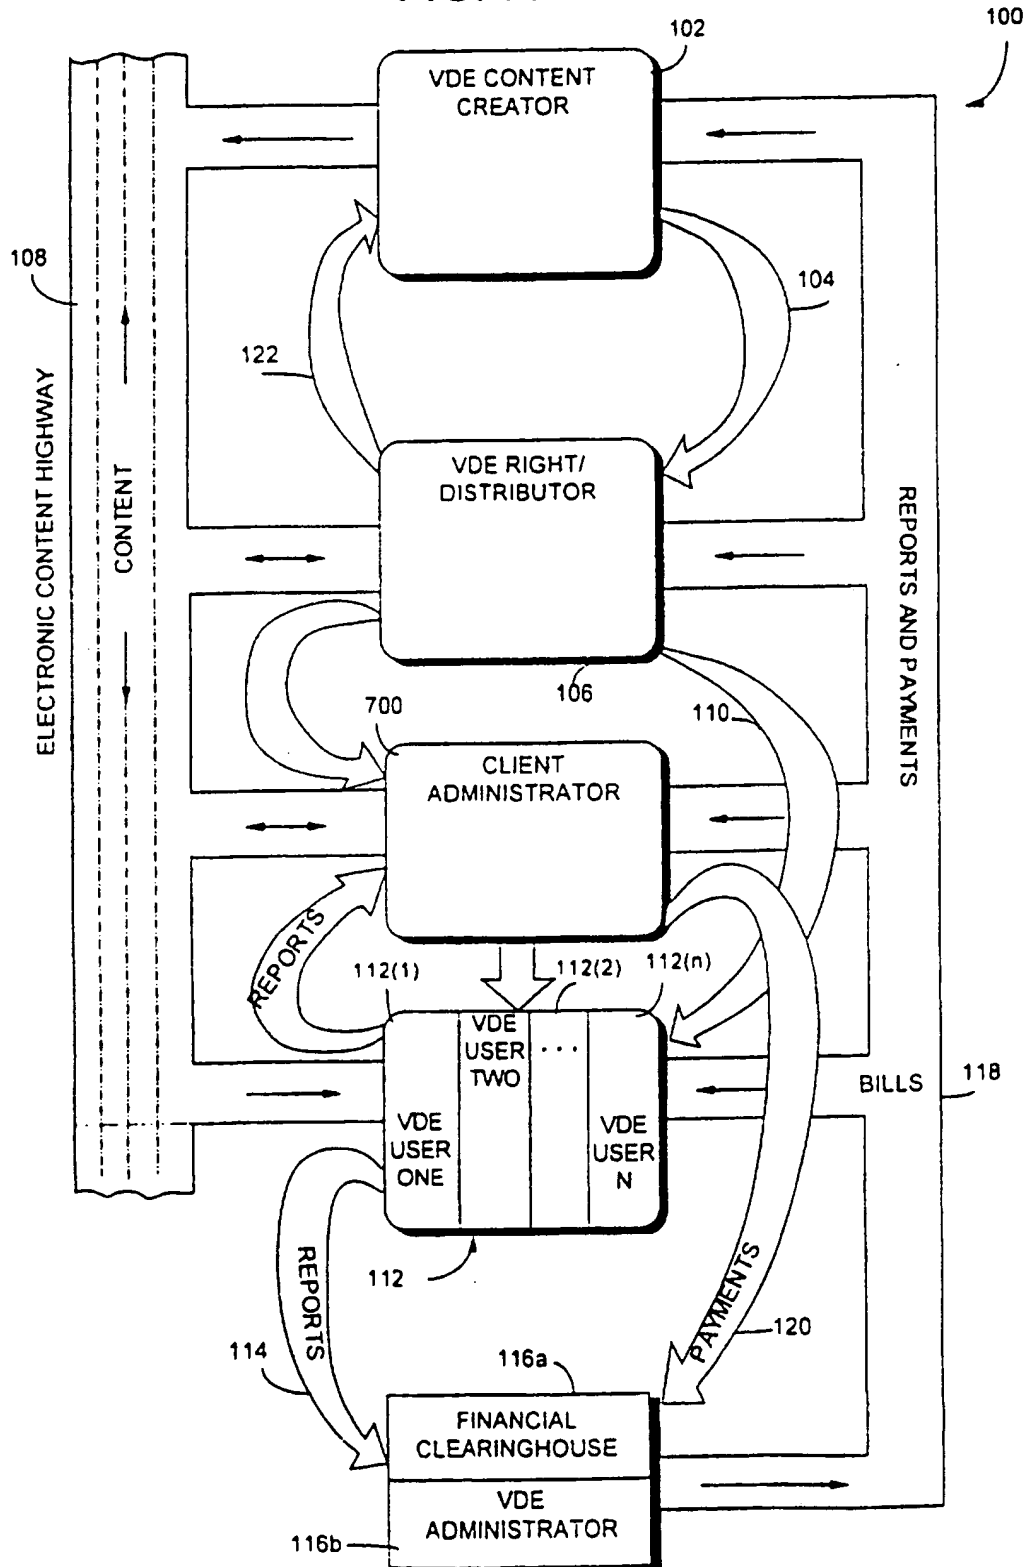 100
102
VDE CONTENT
CREATOR
108
104
122
ELECTRONIC CONTENT HIGHWAY
CONTENT
VDE RIGHT/
DISTRIBUTOR
REPORTS AND PAYMENTS
106
700
110
CLIENT
ADMINISTRATOR
REPORTS
112(1)
112(2)
112(n)
VDE
USER
TWO
...
BILLS
118
VDE
USER
ONE
VDE
USER
N
112
REPORTS
PAYMENTS
120
114
116a
FINANCIAL
CLEARINGHOUSE
VDE
ADMINISTRATOR
116b